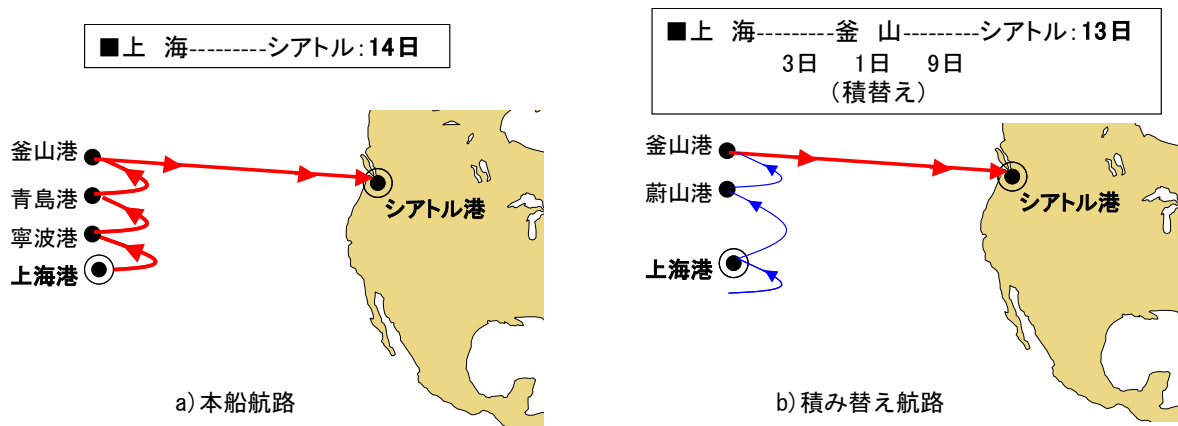 ■上 海---------シアトル:14日
釜山港
青島港
寧波港
上海港
シアトル港
a)本船航路
■上 海---------釜 山---------シアトル:13日
3日 1日 9日
(積替え)
釜山港
蔚山港
上海港
シアトル港
b)積み替え航路